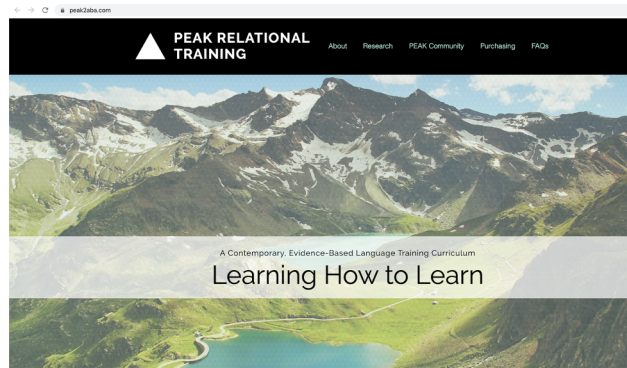 peak2aba.com
PEAK RELATIONAL
TRAINING
About Research PEAK Community Purchasing FAQs
A Contemporary, Evidence-Based Language Training Curriculum
Learning How to Learn